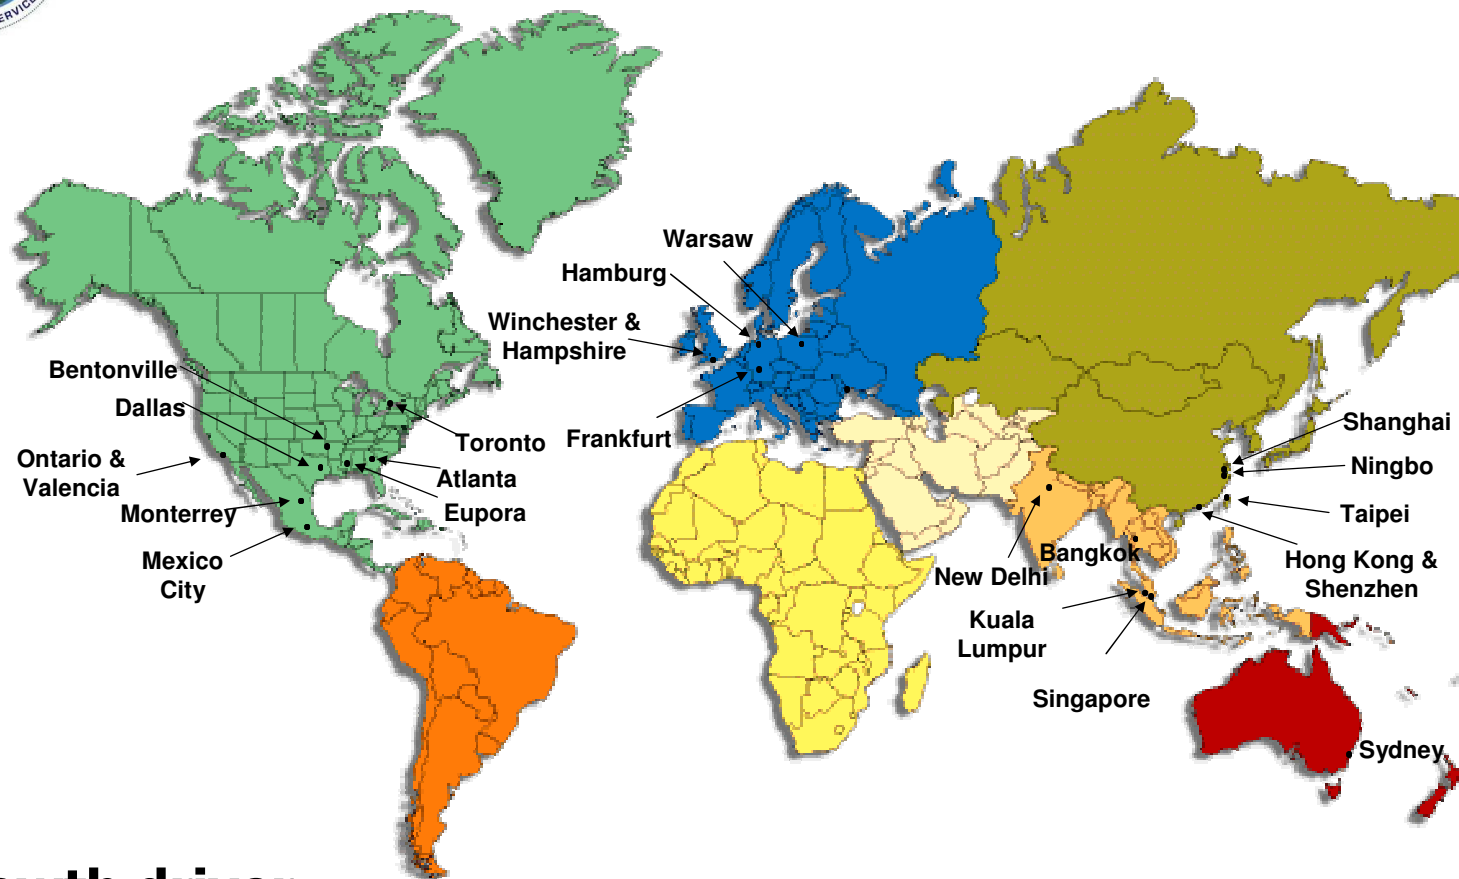 SERVICE
Warsaw
Hamburg
Winchester &
Hampshire
Bentonville
Dallas
Toronto
Frankfurt
Ontario &
Valencia
Atlanta
Monterrey
Eupora
Mexico
City
Shanghai
Ningbo
Taipei
Bangkok
New Delhi
Hong Kong &
Shenzhen
Kuala
Lumpur
Singapore
Sydney